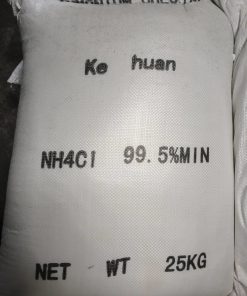 Ke huan
NH4Cl 99.5%MIN
NET WT 25KG